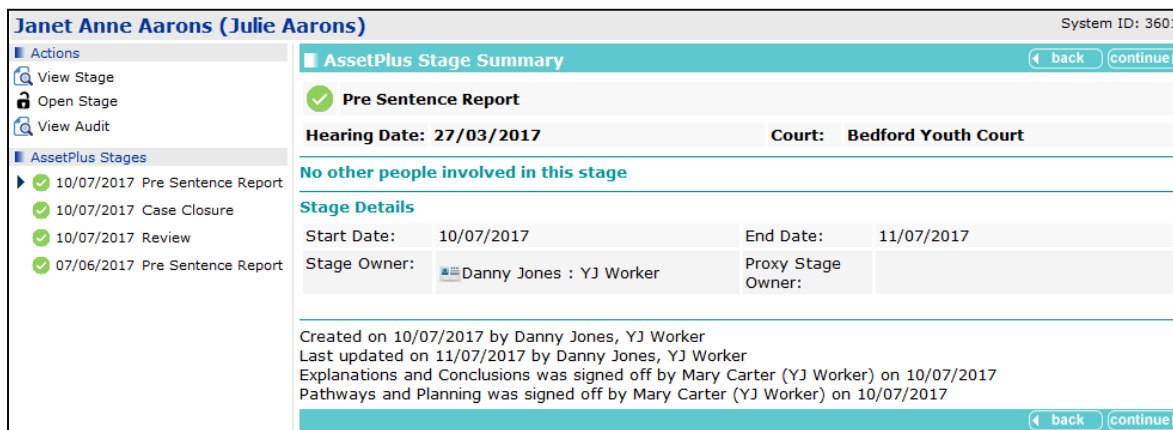 Janet Anne Aarons (Julie Aarons) System ID: 3601
Actions
View Stage
Open Stage
View Audit
AssetPlus Stages
10/07/2017 Pre Sentence Report
10/07/2017 Case Closure
10/07/2017 Review
07/06/2017 Pre Sentence Report
AssetPlus Stage Summary back continue
Pre Sentence Report
Hearing Date: 27/03/2017 Court: Bedford Youth Court
No other people involved in this stage
Stage Details
Start Date: 10/07/2017 End Date: 11/07/2017
Stage Owner: Danny Jones : YJ Worker Proxy Stage
Owner:
Created on 10/07/2017 by Danny Jones, YJ Worker
Last updated on 11/07/2017 by Danny Jones, YJ Worker
Explanations and Conclusions was signed off by Mary Carter (YJ Worker) on 10/07/2017
Pathways and Planning was signed off by Mary Carter (YJ Worker) on 10/07/2017
back continue